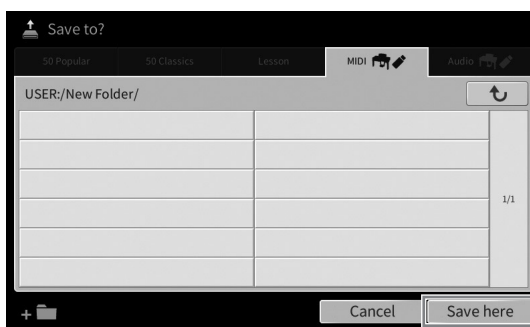 Save to?
50 Popular 50 Classics Lesson MIDI Audio
USER:/New Folder/
1/1
+
Cancel Save here